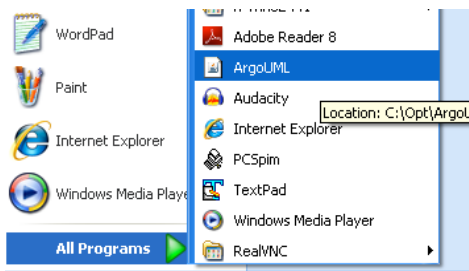 WordPad
Paint
Internet Explorer
Windows Media Playe
All Programs
Adobe Reader 8
ArgoUML
Audacity
Location: C:\Opt\ArgoU
Internet Explorer
PCSpim
TextPad
Windows Media Player
RealVNC